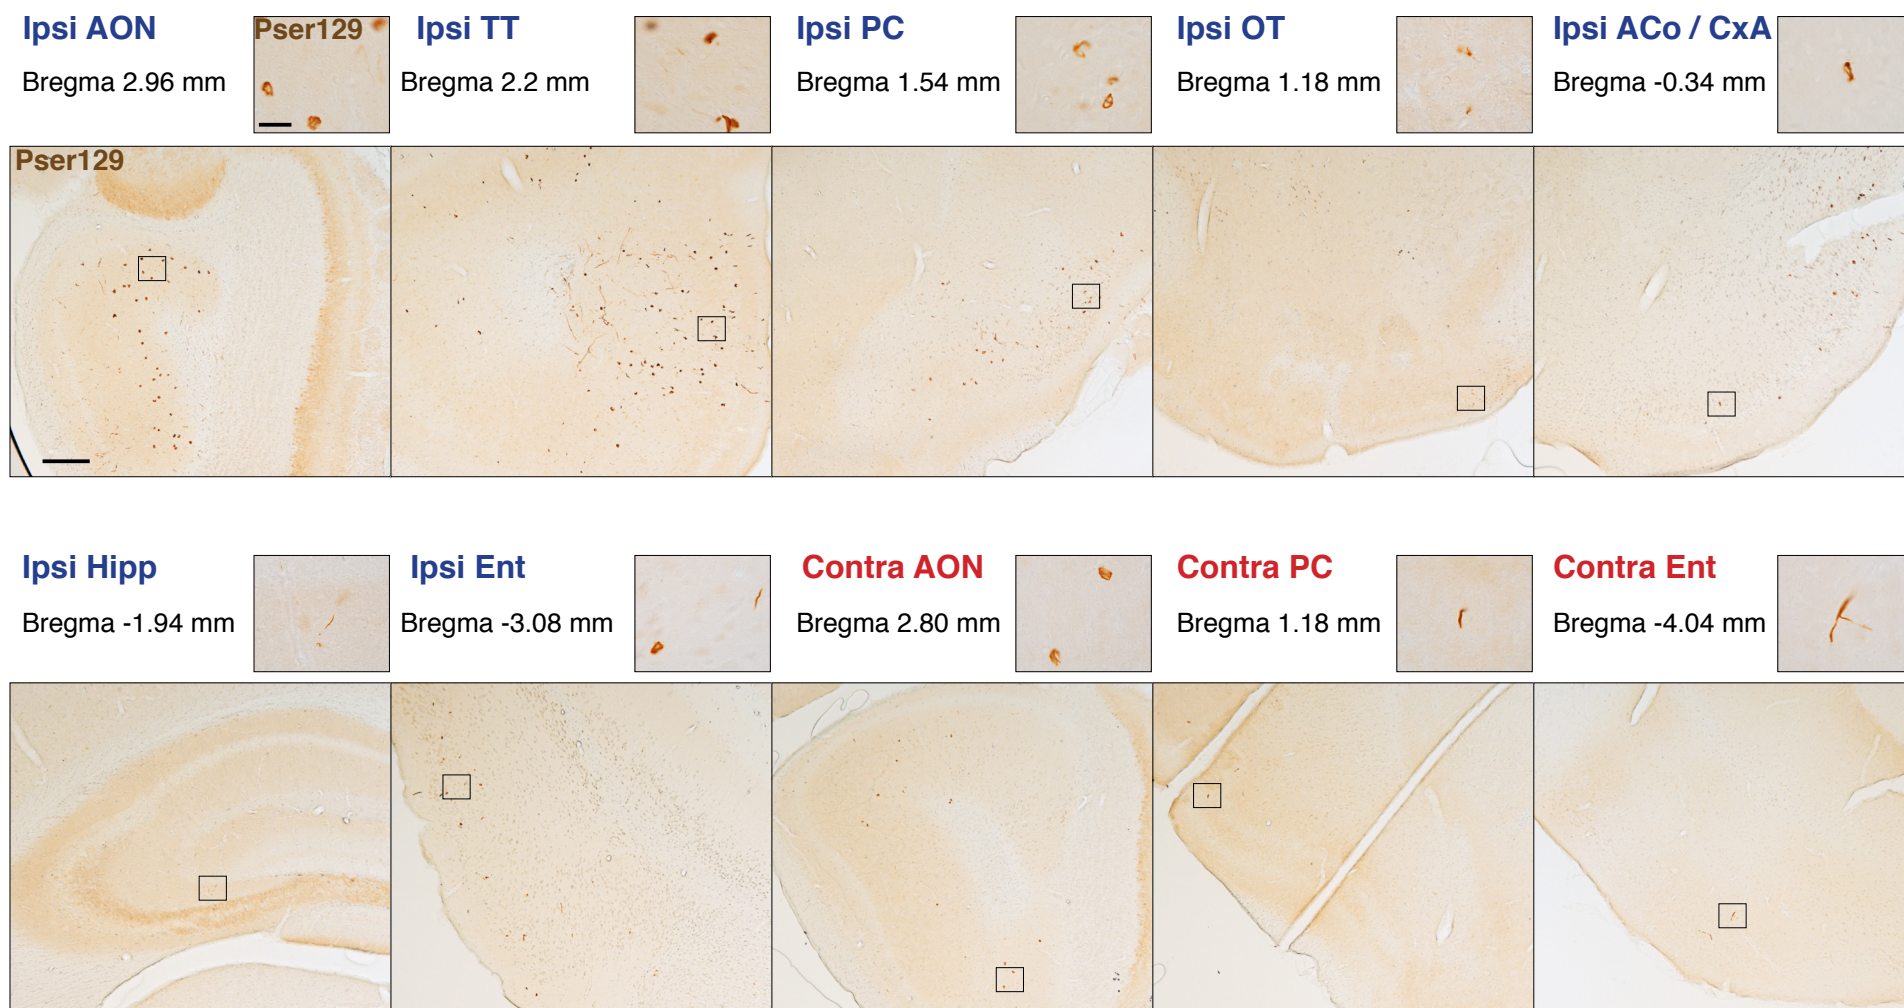 Ipsi AON
Bregma 2.96 mm
Pser129
Ipsi TT
Bregma 2.2 mm
Ipsi PC
Bregma 1.54 mm
Ipsi OT
Bregma 1.18 mm
Ipsi ACo / CxA
Bregma -0.34 mm
Pser129
Ipsi Hipp
Bregma -1.94 mm
Ipsi Ent
Bregma -3.08 mm
Contra AON
Bregma 2.80 mm
Contra PC
Bregma 1.18 mm
Contra Ent
Bregma -4.04 mm